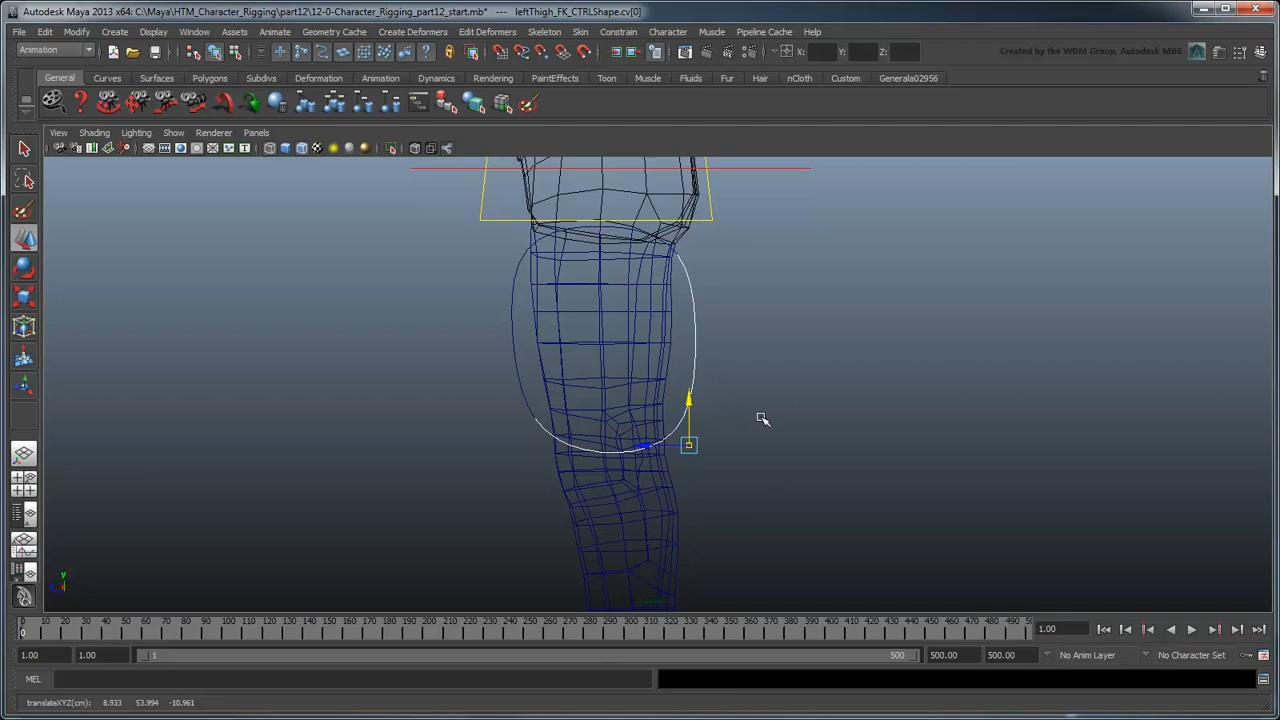 Autodesk Maya 2013 x64: C:\Maya\HTM_Character_Rigging\part12\12-0-Character_Rigging_part12_start.mb* --- leftThigh_FK_CTRLShape.cv[0]
File Edit Modify Create Display Window Assets Animate Geometry Cache Create Deformers Edit Deformers Skeleton Skin Constrain Character Muscle Pipeline Cache Help
Animation X: Y: Z: Created by the WDM Group, Autodesk M&E
General Curves Surfaces Polygons Subdivs Deformation Animation Dynamics Rendering PaintEffects Toon Muscle Fluids Fur Hair nCloth Custom Generala02956
View Shading Lighting Show Renderer Panels
y
0 10 20 30 40 50 60 70 80 90 100 110 120 130 140 150 160 170 180 190 200 210 220 230 240 250 260 270 280 290 300 310 320 330 340 350 360 370 380 390 400 410 420 430 440 450 460 470 480 490 50
0 1.00
1.00 1.00 1 500 500.00 500.00 No Anim Layer No Character Set
MEL
translateXYZ(cm): 8.933 53.994 -10.961